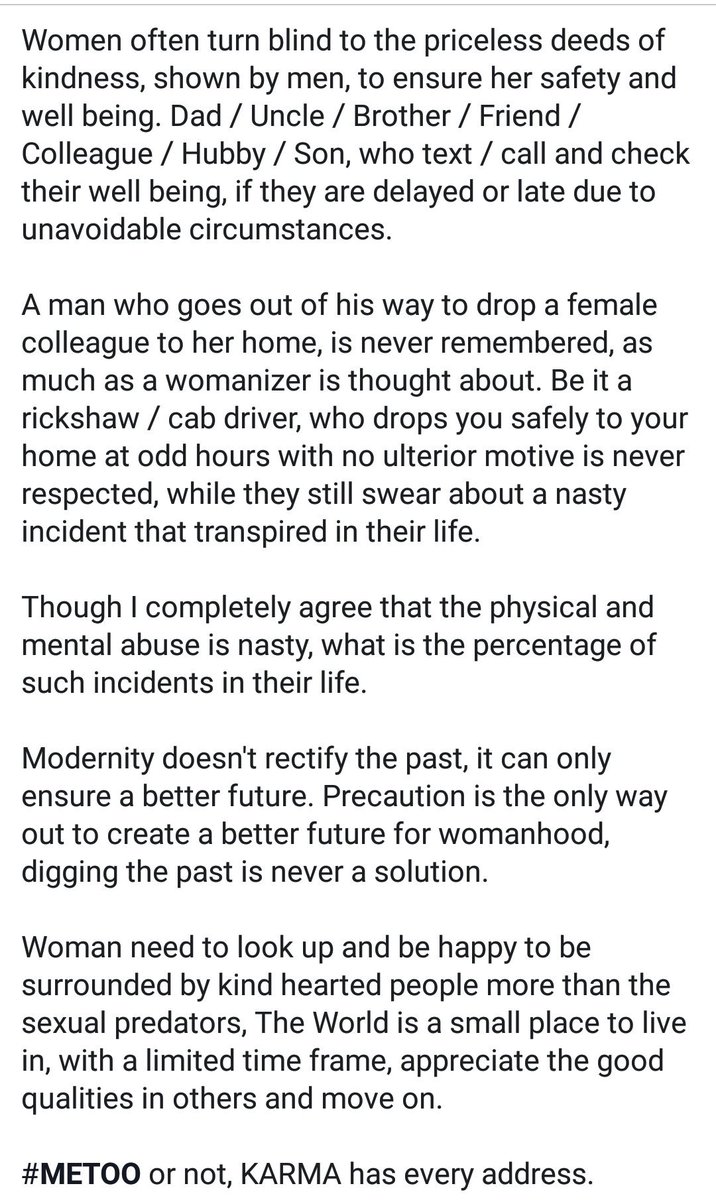 Women often turn blind to the priceless deeds of
kindness, shown by men, to ensure her safety and
well being. Dad / Uncle / Brother / Friend /
Colleague / Hubby / Son, who text / call and check
their well being, if they are delayed or late due to
unavoidable circumstances.
A man who goes out of his way to drop a female
colleague to her home, is never remembered, as
much as a womanizer is thought about. Be it a
rickshaw / cab driver, who drops you safely to your
home at odd hours with no ulterior motive is never
respected, while they still swear about a nasty
incident that transpired in their life.
Though I completely agree that the physical and
mental abuse is nasty, what is the percentage of
such incidents in their life.
Modernity doesn't rectify the past, it can only
ensure a better future. Precaution is the only way
out to create a better future for womanhood,
digging the past is never a solution.
Woman need to look up and be happy to be
surrounded by kind hearted people more than the
sexual predators, The World is a small place to live
in, with a limited time frame, appreciate the good
qualities in others and move on.
#METOO or not, KARMA has every address.